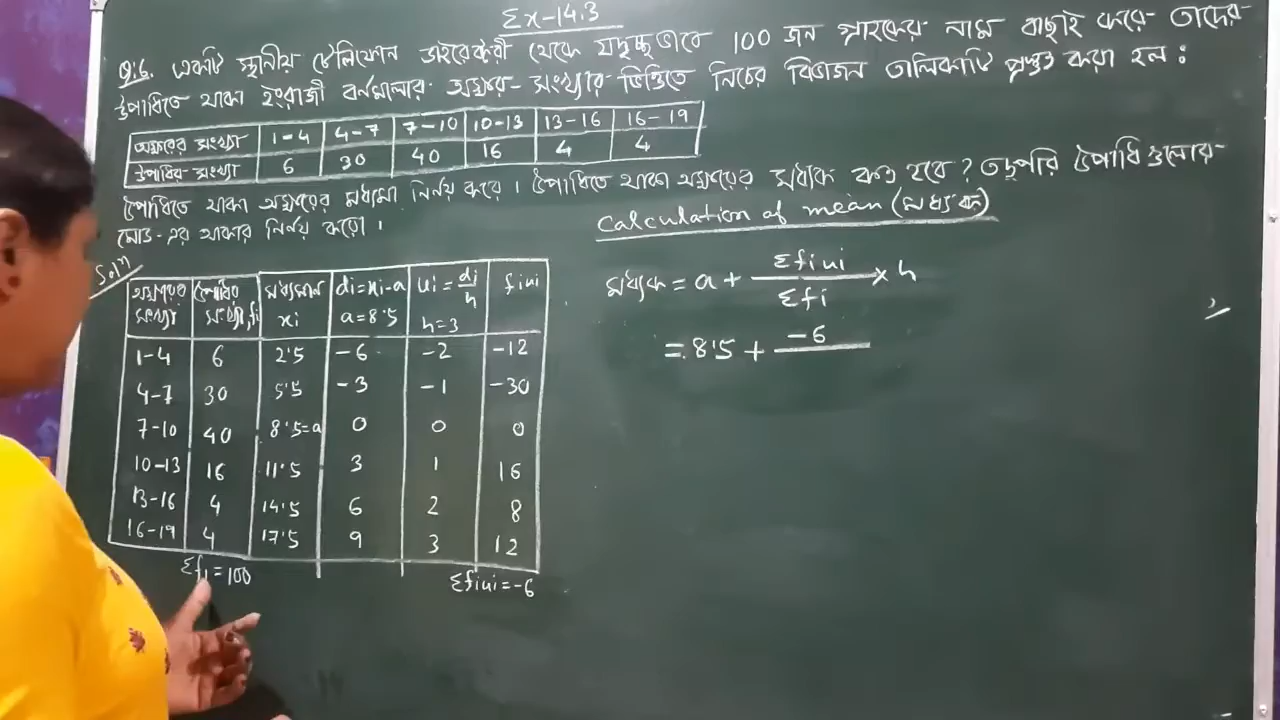 Ex-14.3
Q:6. একটি স্থানীয় টেলিফোন ডাইরেক্টরী থেকে যদৃচ্ছভাবে 100 জন গ্রাহকের নাম বাছাই করে তাদের
উপাধিতে থাকা ইংরাজী বর্নমালার অক্ষর-সংখ্যার ভিত্তিতে নিচের বিভাজন তালিকাটি প্রস্তুত করা হল :
অক্ষরের সংখ্যা 1-4 4-7 7-10 10-13 13-16 16-19
উপাধির সংখ্যা 6 30 40 16 4 4
উপাধিতে থাকা অক্ষরের মধ্যমা নির্নয় করে। উপাধিতে থাকা অক্ষরের মধ্যক কত হবে? তদুপরি উপাধি গুলোর
মোড-এর আকার নির্নয় করো।
Calculation of mean (মধ্যক)
Solⁿ
অক্ষরের সংখ্যা উপাধির সংখ্যা, fi মধ্যমান xi di=xi-a a=8.5 ui=di/h h=3 fiui
1-4 6 2.5 -6 -2 -12
4-7 30 5.5 -3 -1 -30
7-10 40 8.5=a 0 0 0
10-13 16 11.5 3 1 16
13-16 4 14.5 6 2 8
16-19 4 17.5 9 3 12
Σfi=100 Σfiui=-6
মধ্যক = a + Σfiui/Σfi × h
= 8.5 + -6